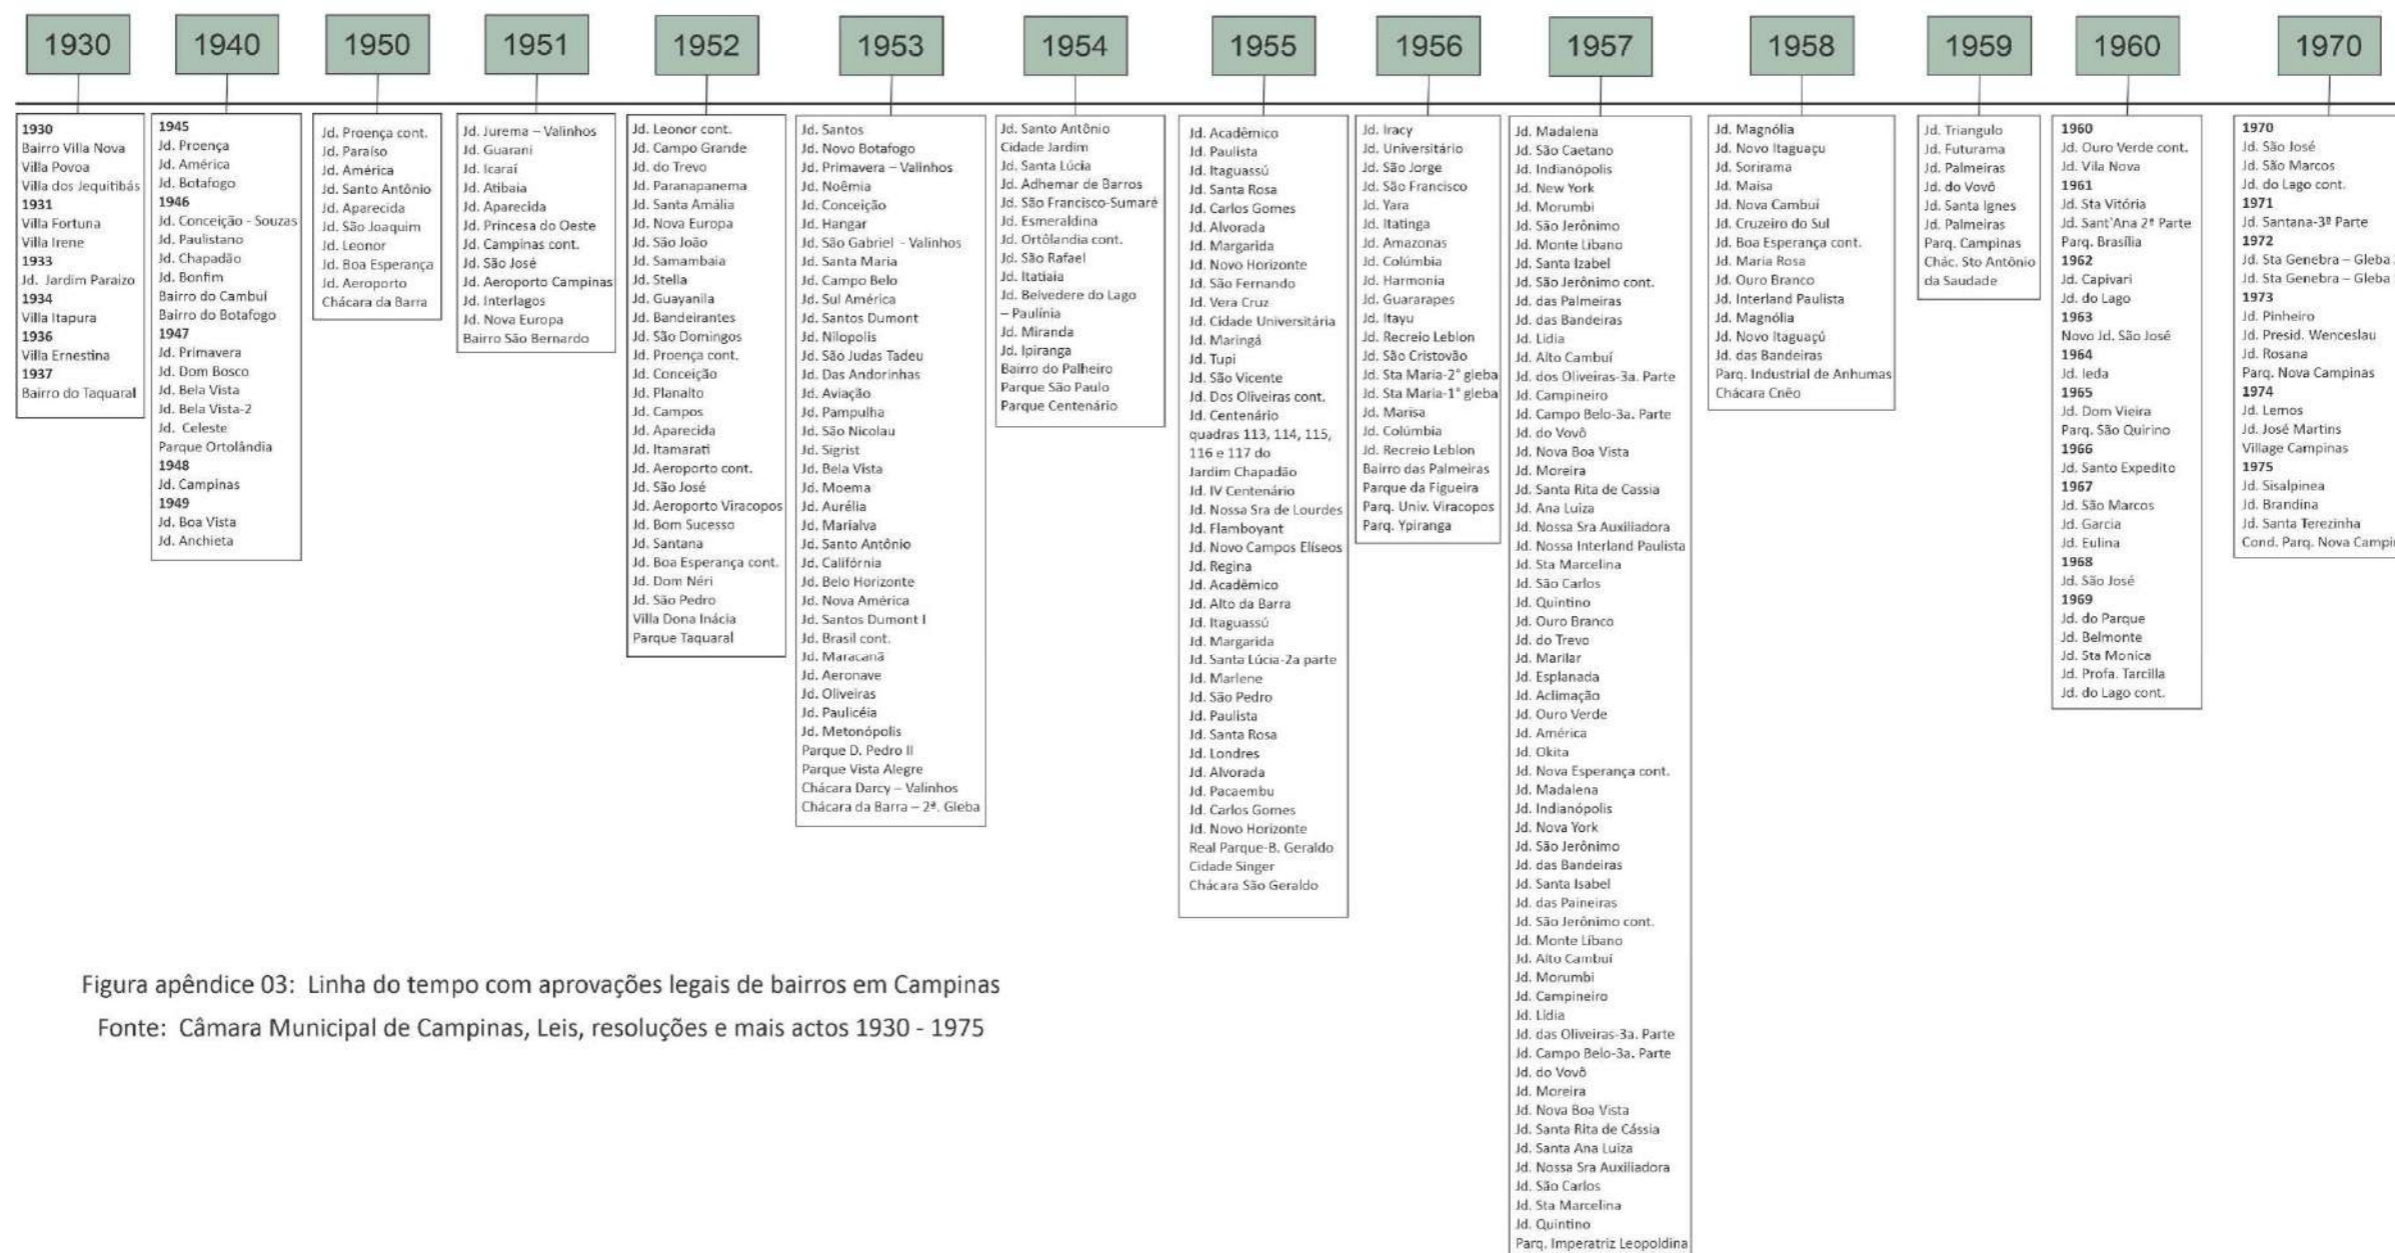 1930
1940
1950
1951
1952
1953
1954
1955
1956
1957
1958
1959
1960
1970
1930
Bairro Villa Nova
Villa Povoa
Villa dos Jequitibás
1931
Villa Fortuna
Villa Irene
1933
Jd. Jardim Paraizo
1934
Villa Itapura
1936
Villa Ernestina
1937
Bairro do Taquaral
1945
Jd. Proença
Jd. América
Jd. Botafogo
1946
Jd. Conceição - Souzas
Jd. Paulistano
Jd. Chapadão
Jd. Bonfim
Bairro do Cambuí
Bairro do Botafogo
1947
Jd. Primavera
Jd. Dom Bosco
Jd. Bela Vista
Jd. Bela Vista-2
Jd. Celeste
Parque Ortolândia
1948
Jd. Campinas
1949
Jd. Boa Vista
Jd. Anchieta
Jd. Proença cont.
Jd. Paraíso
Jd. América
Jd. Santo Antônio
Jd. Aparecida
Jd. São Joaquim
Jd. Leonor
Jd. Boa Esperança
Jd. Aeroporto
Chácara da Barra
Jd. Jurema – Valinhos
Jd. Guarani
Jd. Icaraí
Jd. Atibaia
Jd. Aparecida
Jd. Princesa do Oeste
Jd. Campinas cont.
Jd. São José
Jd. Aeroporto Campinas
Jd. Interlagos
Jd. Nova Europa
Bairro São Bernardo
Jd. Leonor cont.
Jd. Campo Grande
Jd. do Trevo
Jd. Paranapanema
Jd. Santa Amália
Jd. Nova Europa
Jd. São João
Jd. Samambaia
Jd. Stella
Jd. Guayanila
Jd. Bandeirantes
Jd. São Domingos
Jd. Proença cont.
Jd. Conceição
Jd. Planalto
Jd. Campos
Jd. Aparecida
Jd. Itamarati
Jd. Aeroporto cont.
Jd. São José
Jd. Aeroporto Viracopos
Jd. Bom Sucesso
Jd. Santana
Jd. Boa Esperança cont.
Jd. Dom Néri
Jd. São Pedro
Villa Dona Inácia
Parque Taquaral
Jd. Santos
Jd. Novo Botafogo
Jd. Primavera – Valinhos
Jd. Noêmia
Jd. Conceição
Jd. Hangar
Jd. São Gabriel - Valinhos
Jd. Santa Maria
Jd. Campo Belo
Jd. Sul América
Jd. Santos Dumont
Jd. Nilopolis
Jd. São Judas Tadeu
Jd. Das Andorinhas
Jd. Aviação
Jd. Pampulha
Jd. São Nicolau
Jd. Sigrist
Jd. Bela Vista
Jd. Moema
Jd. Aurélia
Jd. Marialva
Jd. Santo Antônio
Jd. Califórnia
Jd. Belo Horizonte
Jd. Nova América
Jd. Santos Dumont I
Jd. Brasil cont.
Jd. Maracanã
Jd. Aeronave
Jd. Oliveiras
Jd. Paulicéia
Jd. Metonópolis
Parque D. Pedro II
Parque Vista Alegre
Chácara Darcy – Valinhos
Chácara da Barra – 2ª. Gleba
Jd. Santo Antônio
Cidade Jardim
Jd. Santa Lúcia
Jd. Adhemar de Barros
Jd. São Francisco-Sumaré
Jd. Esmeraldina
Jd. Ortôlandia cont.
Jd. São Rafael
Jd. Itatiaia
Jd. Belvedere do Lago
– Paulínia
Jd. Miranda
Jd. Ipiranga
Bairro do Palheiro
Parque São Paulo
Parque Centenário
Jd. Acadêmico
Jd. Paulista
Jd. Itaguassú
Jd. Santa Rosa
Jd. Carlos Gomes
Jd. Alvorada
Jd. Margarida
Jd. Novo Horizonte
Jd. São Fernando
Jd. Vera Cruz
Jd. Cidade Universitária
Jd. Maringá
Jd. Tupi
Jd. São Vicente
Jd. Dos Oliveiras cont.
Jd. Centenário
quadras 113, 114, 115,
116 e 117 do
Jardim Chapadão
Jd. IV Centenário
Jd. Nossa Sra de Lourdes
Jd. Flamboyant
Jd. Novo Campos Elíseos
Jd. Regina
Jd. Acadêmico
Jd. Alto da Barra
Jd. Itaguassú
Jd. Margarida
Jd. Santa Lúcia-2a parte
Jd. Marlene
Jd. São Pedro
Jd. Paulista
Jd. Santa Rosa
Jd. Londres
Jd. Alvorada
Jd. Pacaembu
Jd. Carlos Gomes
Jd. Novo Horizonte
Real Parque-B. Geraldo
Cidade Singer
Chácara São Geraldo
Jd. Iracy
Jd. Universitário
Jd. São Jorge
Jd. São Francisco
Jd. Yara
Jd. Itatinga
Jd. Amazonas
Jd. Colúmbia
Jd. Harmonia
Jd. Guararapes
Jd. Itayu
Jd. Recreio Leblon
Jd. São Cristovão
Jd. Sta Maria-2° gleba
Jd. Sta Maria-1° gleba
Jd. Marisa
Jd. Colúmbia
Jd. Recreio Leblon
Bairro das Palmeiras
Parque da Figueira
Parq. Univ. Viracopos
Parq. Ypiranga
Jd. Madalena
Jd. São Caetano
Jd. Indianópolis
Jd. New York
Jd. Morumbi
Jd. São Jerônimo
Jd. Monte Líbano
Jd. Santa Izabel
Jd. São Jerônimo cont.
Jd. das Palmeiras
Jd. das Bandeiras
Jd. Lídia
Jd. Alto Cambuí
Jd. dos Oliveiras-3a. Parte
Jd. Campineiro
Jd. Campo Belo-3a. Parte
Jd. do Vovô
Jd. Nova Boa Vista
Jd. Moreira
Jd. Santa Rita de Cassia
Jd. Ana Luiza
Jd. Nossa Sra Auxiliadora
Jd. Nossa Interland Paulista
Jd. Sta Marcelina
Jd. São Carlos
Jd. Quintino
Jd. Ouro Branco
Jd. do Trevo
Jd. Marilar
Jd. Esplanada
Jd. Aclimação
Jd. Ouro Verde
Jd. América
Jd. Okita
Jd. Nova Esperança cont.
Jd. Madalena
Jd. Indianópolis
Jd. Nova York
Jd. São Jerônimo
Jd. das Bandeiras
Jd. Santa Isabel
Jd. das Paineiras
Jd. São Jerônimo cont.
Jd. Monte Líbano
Jd. Alto Cambuí
Jd. Morumbi
Jd. Campineiro
Jd. Lídia
Jd. das Oliveiras-3a. Parte
Jd. Campo Belo-3a. Parte
Jd. do Vovô
Jd. Moreira
Jd. Nova Boa Vista
Jd. Santa Rita de Cássia
Jd. Santa Ana Luiza
Jd. Nossa Sra Auxiliadora
Jd. São Carlos
Jd. Sta Marcelina
Jd. Quintino
Parq. Imperatriz Leopoldina
Jd. Magnólia
Jd. Novo Itaguaçu
Jd. Sorirama
Jd. Maisa
Jd. Nova Cambuí
Jd. Cruzeiro do Sul
Jd. Boa Esperança cont.
Jd. Maria Rosa
Jd. Ouro Branco
Jd. Interland Paulista
Jd. Magnólia
Jd. Novo Itaguaçú
Jd. das Bandeiras
Parq. Industrial de Anhumas
Chácara Cnêo
Jd. Triangulo
Jd. Futurama
Jd. Palmeiras
Jd. do Vovô
Jd. Santa Ignes
Jd. Palmeiras
Parq. Campinas
Chác. Sto Antônio
da Saudade
1960
Jd. Ouro Verde cont.
Jd. Vila Nova
1961
Jd. Sta Vitória
Jd. Sant'Ana 2ª Parte
Parq. Brasília
1962
Jd. Capivari
Jd. do Lago
1963
Novo Jd. São José
1964
Jd. Ieda
1965
Jd. Dom Vieira
Parq. São Quirino
1966
Jd. Santo Expedito
1967
Jd. São Marcos
Jd. Garcia
Jd. Eulina
1968
Jd. São José
1969
Jd. do Parque
Jd. Belmonte
Jd. Sta Monica
Jd. Profa. Tarcilla
Jd. do Lago cont.
1970
Jd. São José
Jd. São Marcos
Jd. do Lago cont.
1971
Jd. Santana-3ª Parte
1972
Jd. Sta Genebra – Gleba
Jd. Sta Genebra – Gleba
1973
Jd. Pinheiro
Jd. Presid. Wenceslau
Jd. Rosana
Parq. Nova Campinas
1974
Jd. Lemos
Jd. José Martins
Village Campinas
1975
Jd. Sisalpinea
Jd. Brandina
Jd. Santa Terezinha
Cond. Parq. Nova
Figura apêndice 03: Linha do tempo com aprovações legais de bairros em Campinas
Fonte: Câmara Municipal de Campinas, Leis, resoluções e mais actos 1930 - 1975